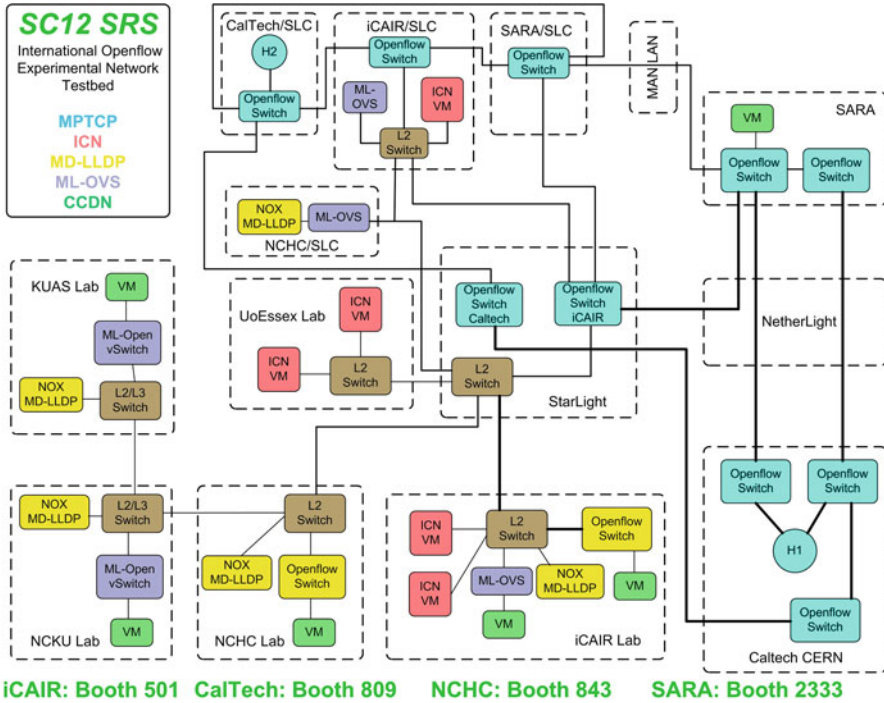 SC12 SRS
International Openflow
Experimental Network
Testbed
MPTCP
ICN
MD-LLDP
ML-OVS
CCDN
CalTech/SLC
H2
Openflow
Switch
iCAIR/SLC
Openflow
Switch
ML-
OVS
ICN
VM
L2
Switch
SARA/SLC
Openflow
Switch
MAN LAN
SARA
VM
Openflow
Switch
Openflow
Switch
NOX
MD-LLDP
ML-OVS
NCHC/SLC
KUAS Lab
VM
ML-Open
vSwitch
NOX
MD-LLDP
L2/L3
Switch
UoEssex Lab
ICN
VM
ICN
VM
L2
Switch
Openflow
Switch
Caltech
Openflow
Switch
iCAIR
L2
Switch
StarLight
NetherLight
NOX
MD-LLDP
L2/L3
Switch
ML-Open
vSwitch
VM
NCKU Lab
L2
Switch
NOX
MD-LLDP
Openflow
Switch
VM
NCHC Lab
ICN
VM
ICN
VM
L2
Switch
Openflow
Switch
ML-OVS
NOX
MD-LLDP
VM
VM
iCAIR Lab
Openflow
Switch
Openflow
Switch
H1
Openflow
Switch
Caltech CERN
iCAIR: Booth 501 CalTech: Booth 809 NCHC: Booth 843 SARA: Booth 2333